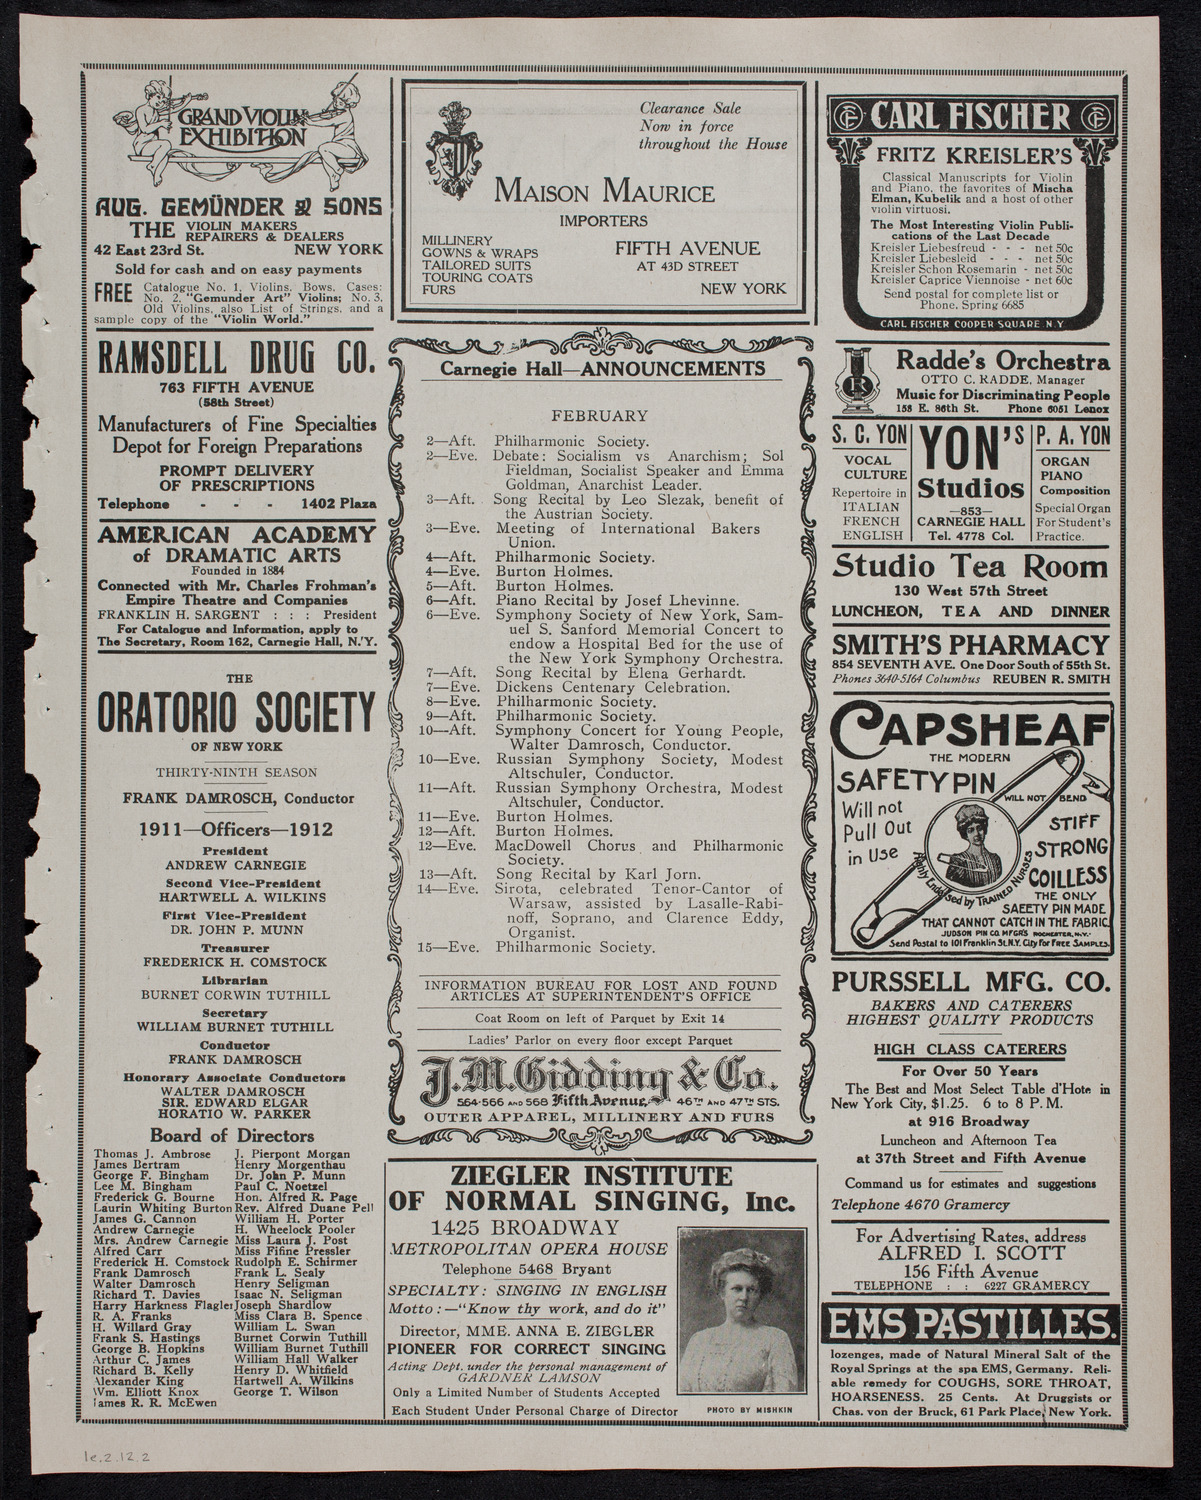 GRAND VIOLIN
EXHIBITION
AUG. GEMÜNDER & SONS
THE VIOLIN MAKERS
REPAIRERS & DEALERS
42 East 23rd St. NEW YORK
Sold for cash and on easy payments
FREE Catalogue No. 1, Violins, Bows, Cases:
No. 2, "Gemunder Art" Violins; No. 3,
Old Violins, also List of Strings, and a
sample copy of the "Violin World."
RAMSDELL DRUG CO.
763 FIFTH AVENUE
(58th Street)
Manufacturers of Fine Specialties
Depot for Foreign Preparations
PROMPT DELIVERY
OF PRESCRIPTIONS
Telephone - - - 1402 Plaza
AMERICAN ACADEMY
of DRAMATIC ARTS
Founded in 1884
Connected with Mr. Charles Frohman's
Empire Theatre and Companies
FRANKLIN H. SARGENT : : : President
For Catalogue and Information, apply to
The Secretary, Room 162, Carnegie Hall, N.Y.
THE
ORATORIO SOCIETY
OF NEW YORK
THIRTY-NINTH SEASON
FRANK DAMROSCH, Conductor
1911—Officers—1912
President
ANDREW CARNEGIE
Second Vice-President
HARTWELL A. WILKINS
First Vice-President
DR. JOHN P. MUNN
Treasurer
FREDERICK H. COMSTOCK
Librarian
BURNET CORWIN TUTHILL
Secretary
WILLIAM BURNET TUTHILL
Conductor
FRANK DAMROSCH
Honorary Associate Conductors
WALTER DAMROSCH
SIR. EDWARD ELGAR
HORATIO W. PARKER
Board of Directors
Thomas J. Ambrose J. Pierpont Morgan
James Bertram Henry Morgenthau
George F. Bingham Dr. John P. Munn
Lee M. Bingham Paul C. Noetzel
Frederick G. Bourne Hon. Alfred R. Page
Laurin Whiting Burton Rev. Alfred Duane Pell
James G. Cannon William H. Porter
Andrew Carnegie H. Wheelock Pooler
Mrs. Andrew Carnegie Miss Laura J. Post
Alfred Carr Miss Fifine Pressler
Frederick H. Comstock Rudolph E. Schirmer
Frank Damrosch Frank L. Sealy
Walter Damrosch Henry Seligman
Richard T. Davies Isaac N. Seligman
Harry Harkness Flagler Joseph Shardlow
R. A. Franks Miss Clara B. Spence
H. Willard Gray William L. Swan
Frank S. Hastings Burnet Corwin Tuthill
George B. Hopkins William Burnet Tuthill
Arthur C. James William Hall Walker
Richard B. Kelly Henry D. Whitfield
Alexander King Hartwell A. Wilkins
Wm. Elliott Knox George T. Wilson
James R. R. McEwen
Clearance Sale
Now in force
throughout the House
MAISON MAURICE
IMPORTERS
MILLINERY
GOWNS & WRAPS
TAILORED SUITS
TOURING COATS
FURS
FIFTH AVENUE
AT 43D STREET
NEW YORK
Carnegie Hall—ANNOUNCEMENTS
FEBRUARY
2—Aft. Philharmonic Society.
2—Eve. Debate: Socialism vs Anarchism; Sol
Fieldman, Socialist Speaker and Emma
Goldman, Anarchist Leader.
3—Aft. Song Recital by Leo Slezak, benefit of
the Austrian Society.
3—Eve. Meeting of International Bakers
Union.
4—Aft. Philharmonic Society.
4—Eve. Burton Holmes.
5—Aft. Burton Holmes.
6—Aft. Piano Recital by Josef Lhevinne.
6—Eve. Symphony Society of New York, Sam-
uel S. Sanford Memorial Concert to
endow a Hospital Bed for the use of
the New York Symphony Orchestra.
7—Aft. Song Recital by Elena Gerhardt.
7—Eve. Dickens Centenary Celebration.
8—Eve. Philharmonic Society.
9—Aft. Philharmonic Society.
10—Aft. Symphony Concert for Young People,
Walter Damrosch, Conductor.
10—Eve. Russian Symphony Society, Modest
Altschuler, Conductor.
11—Aft. Russian Symphony Orchestra, Modest
Altschuler, Conductor.
11—Eve. Burton Holmes.
12—Aft. Burton Holmes.
12—Eve. MacDowell Chorus and Philharmonic
Society.
13—Aft. Song Recital by Karl Jorn.
14—Eve. Sirota, celebrated Tenor-Cantor of
Warsaw, assisted by Lasalle-Rabi-
noff, Soprano, and Clarence Eddy,
Organist.
15—Eve. Philharmonic Society.
INFORMATION BUREAU FOR LOST AND FOUND
ARTICLES AT SUPERINTENDENT'S OFFICE
Coat Room on left of Parquet by Exit 14
Ladies' Parlor on every floor except Parquet
J.M. Gidding & Co.
564-566 AND 568 Fifth Avenue, 46TH AND 47TH STS.
OUTER APPAREL, MILLINERY AND FURS
ZIEGLER INSTITUTE
OF NORMAL SINGING, Inc.
1425 BROADWAY
METROPOLITAN OPERA HOUSE
Telephone 5468 Bryant
SPECIALTY: SINGING IN ENGLISH
Motto:—"Know thy work, and do it"
Director, MME. ANNA E. ZIEGLER
PIONEER FOR CORRECT SINGING
Acting Dept. under the personal management of
GARDNER LAMSON
Only a Limited Number of Students Accepted
Each Student Under Personal Charge of Director
PHOTO BY MISHKIN
CF CARL FISCHER CF
FRITZ KREISLER'S
Classical Manuscripts for Violin
and Piano, the favorites of Mischa
Elman, Kubelik and a host of other
violin virtuosi.
The Most Interesting Violin Publi-
cations of the Last Decade
Kreisler Liebesfreud - - - net 50c
Kreisler Liebesleid - - - net 50c
Kreisler Schon Rosemarin - net 50c
Kreisler Caprice Viennoise - net 60c
Send postal for complete list or
Phone, Spring 6685
CARL FISCHER COOPER SQUARE N.Y
R
Radde's Orchestra
OTTO C. RADDE, Manager
Music for Discriminating People
158 E. 86th St. Phone 6051 Lenox
S. C. YON
VOCAL
CULTURE
Repertoire in
ITALIAN
FRENCH
ENGLISH
YON'S
Studios
—853—
CARNEGIE HALL
Tel. 4778 Col.
P. A. YON
ORGAN
PIANO
Composition
Special Organ
For Student's
Practice.
Studio Tea Room
130 West 57th Street
LUNCHEON, TEA AND DINNER
SMITH'S PHARMACY
854 SEVENTH AVE. One Door South of 55th St.
Phones 3640-5164 Columbus REUBEN R. SMITH
CAPSHEAF
THE MODERN
SAFETY PIN
WILL NOT BEND
Will not
Pull Out
in Use
STIFF
STRONG
COILLESS
Highly Endorsed by TRAINED NURSES
THE ONLY
SAFETY PIN MADE
THAT CANNOT CATCH IN THE FABRIC.
JUDSON PIN CO. MFGR'S ROCHESTER, N.Y.
Send Postal to 101 Franklin St. N.Y. City for FREE SAMPLES.
PURSSELL MFG. CO.
BAKERS AND CATERERS
HIGHEST QUALITY PRODUCTS
HIGH CLASS CATERERS
For Over 50 Years
The Best and Most Select Table d'Hote in
New York City, $1.25. 6 to 8 P.M.
at 916 Broadway
Luncheon and Afternoon Tea
at 37th Street and Fifth Avenue
Command us for estimates and suggestions
Telephone 4670 Gramercy
For Advertising Rates, address
ALFRED I. SCOTT
156 Fifth Avenue
TELEPHONE : : 6227 GRAMERCY
EMS PASTILLES.
lozenges, made of Natural Mineral Salt of the
Royal Springs at the spa EMS, Germany. Reli-
able remedy for COUGHS, SORE THROAT,
HOARSENESS. 25 Cents. At Druggists or
Chas. von der Bruck, 61 Park Place, New York.
1e.2.12.2